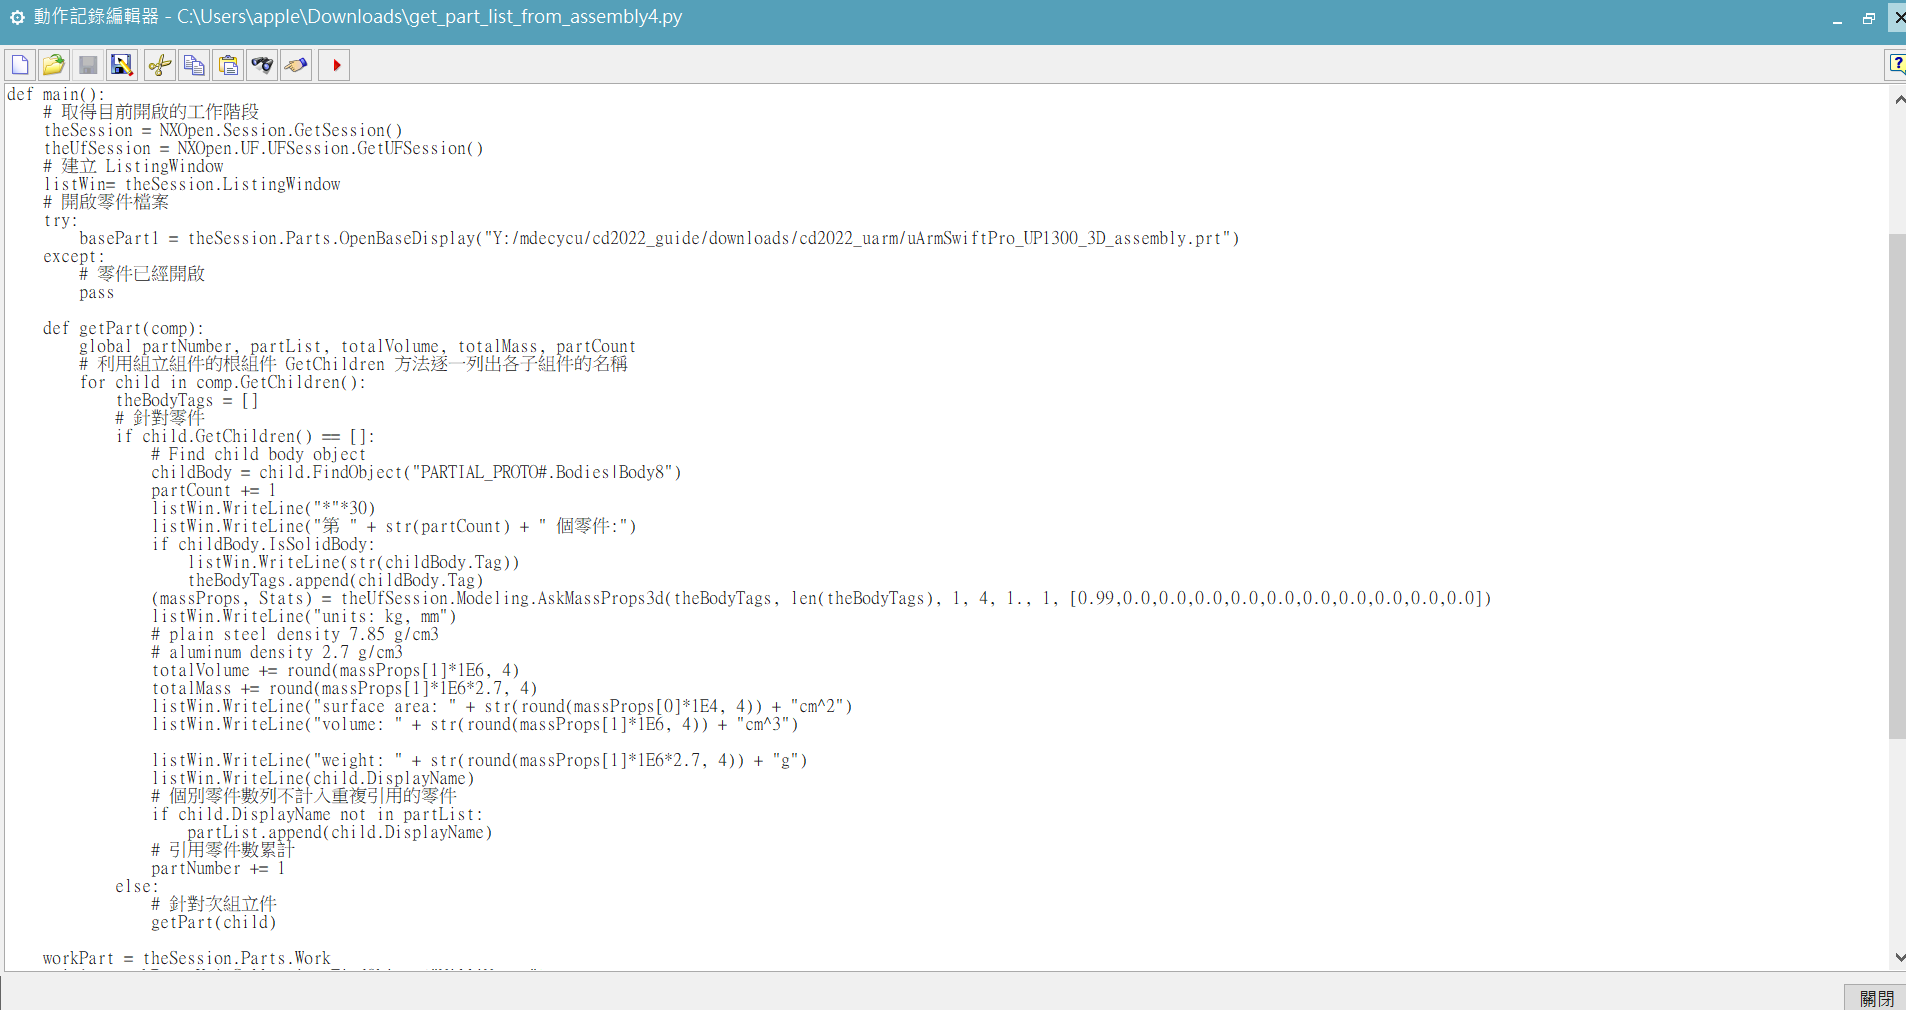 動作記錄編輯器 - C:\Users\apple\Downloads\get_part_list_from_assembly4.py
def main():
    # 取得目前開啟的工作階段
    theSession = NXOpen.Session.GetSession()
    theUfSession = NXOpen.UF.UFSession.GetUFSession()
    # 建立 ListingWindow
    listWin= theSession.ListingWindow
    # 開啟零件檔案
    try:
        basePart1 = theSession.Parts.OpenBaseDisplay("Y:/mdecycu/cd2022_guide/downloads/cd2022_uarm/uArmSwiftPro_UP1300_3D_assembly.prt")
    except:
        # 零件已經開啟
        pass
    def getPart(comp):
        global partNumber, partList, totalVolume, totalMass, partCount
        # 利用組立組件的根組件 GetChildren 方法逐一列出各子組件的名稱
        for child in comp.GetChildren():
            theBodyTags = []
            # 針對零件
            if child.GetChildren() == []:
                # Find child body object
                childBody = child.FindObject("PARTIAL_PROTO#.Bodies|Body8")
                partCount += 1
                listWin.WriteLine("*"*30)
                listWin.WriteLine("第 " + str(partCount) + " 個零件:")
                if childBody.IsSolidBody:
                    listWin.WriteLine(str(childBody.Tag))
                    theBodyTags.append(childBody.Tag)
                (massProps, Stats) = theUfSession.Modeling.AskMassProps3d(theBodyTags, len(theBodyTags), 1, 4, 1., 1, [0.99,0.0,0.0,0.0,0.0,0.0,0.0,0.0,0.0,0.0,0.0])
                listWin.WriteLine("units: kg, mm")
                # plain steel density 7.85 g/cm3
                # aluminum density 2.7 g/cm3
                totalVolume += round(massProps[1]*1E6, 4)
                totalMass += round(massProps[1]*1E6*2.7, 4)
                listWin.WriteLine("surface area: " + str(round(massProps[0]*1E4, 4)) + "cm^2")
                listWin.WriteLine("volume: " + str(round(massProps[1]*1E6, 4)) + "cm^3")
                listWin.WriteLine("weight: " + str(round(massProps[1]*1E6*2.7, 4)) + "g")
                listWin.WriteLine(child.DisplayName)
                # 個別零件數列不計入重複引用的零件
                if child.DisplayName not in partList:
                    partList.append(child.DisplayName)
                # 引用零件數累計
                partNumber += 1
            else:
                # 針對次組立件
                getPart(child)
    workPart = theSession.Parts.Work
關閉